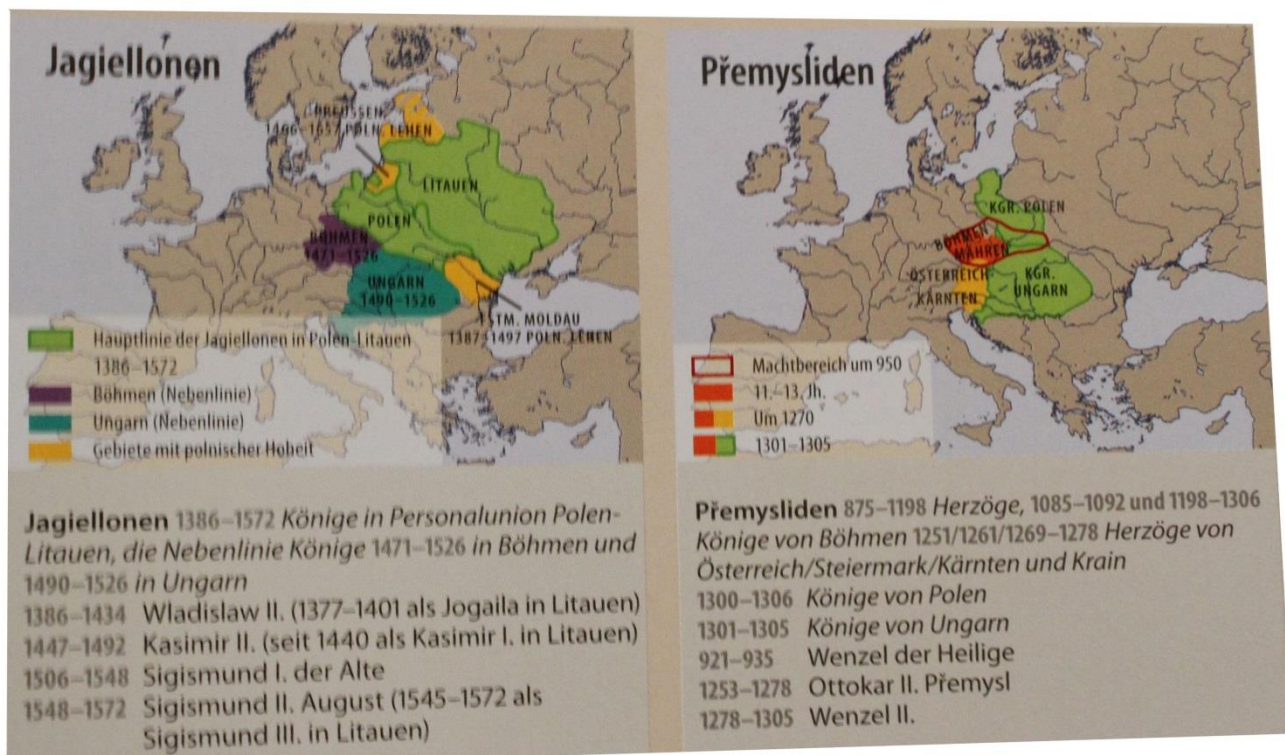 Jagiellonen
PREUSSEN
1466–1657 POLN. LEHEN
LITAUEN
POLEN
BÖHMEN
1471–1526
UNGARN
1490–1526
FSTM. MOLDAU
1387–1497 POLN. LEHEN
Hauptlinie der Jagiellonen in Polen-Litauen
1386–1572
Böhmen (Nebenlinie)
Ungarn (Nebenlinie)
Gebiete mit polnischer Hoheit
Jagiellonen 1386–1572 Könige in Personalunion Polen-
Litauen, die Nebenlinie Könige 1471–1526 in Böhmen und
1490–1526 in Ungarn
1386–1434 Wladislaw II. (1377–1401 als Jogaila in Litauen)
1447–1492 Kasimir II. (seit 1440 als Kasimir I. in Litauen)
1506–1548 Sigismund I. der Alte
1548–1572 Sigismund II. August (1545–1572 als
Sigismund III. in Litauen)
Přemysliden
KGR. POLEN
BÖHMEN
MÄHREN
ÖSTERREICH
KÄRNTEN
KGR.
UNGARN
Machtbereich um 950
11.–13. Jh.
Um 1270
1301–1305
Přemysliden 875–1198 Herzöge, 1085–1092 und 1198–1306
Könige von Böhmen 1251/1261/1269–1278 Herzöge von
Österreich/Steiermark/Kärnten und Krain
1300–1306 Könige von Polen
1301–1305 Könige von Ungarn
921–935 Wenzel der Heilige
1253–1278 Ottokar II. Přemysl
1278–1305 Wenzel II.